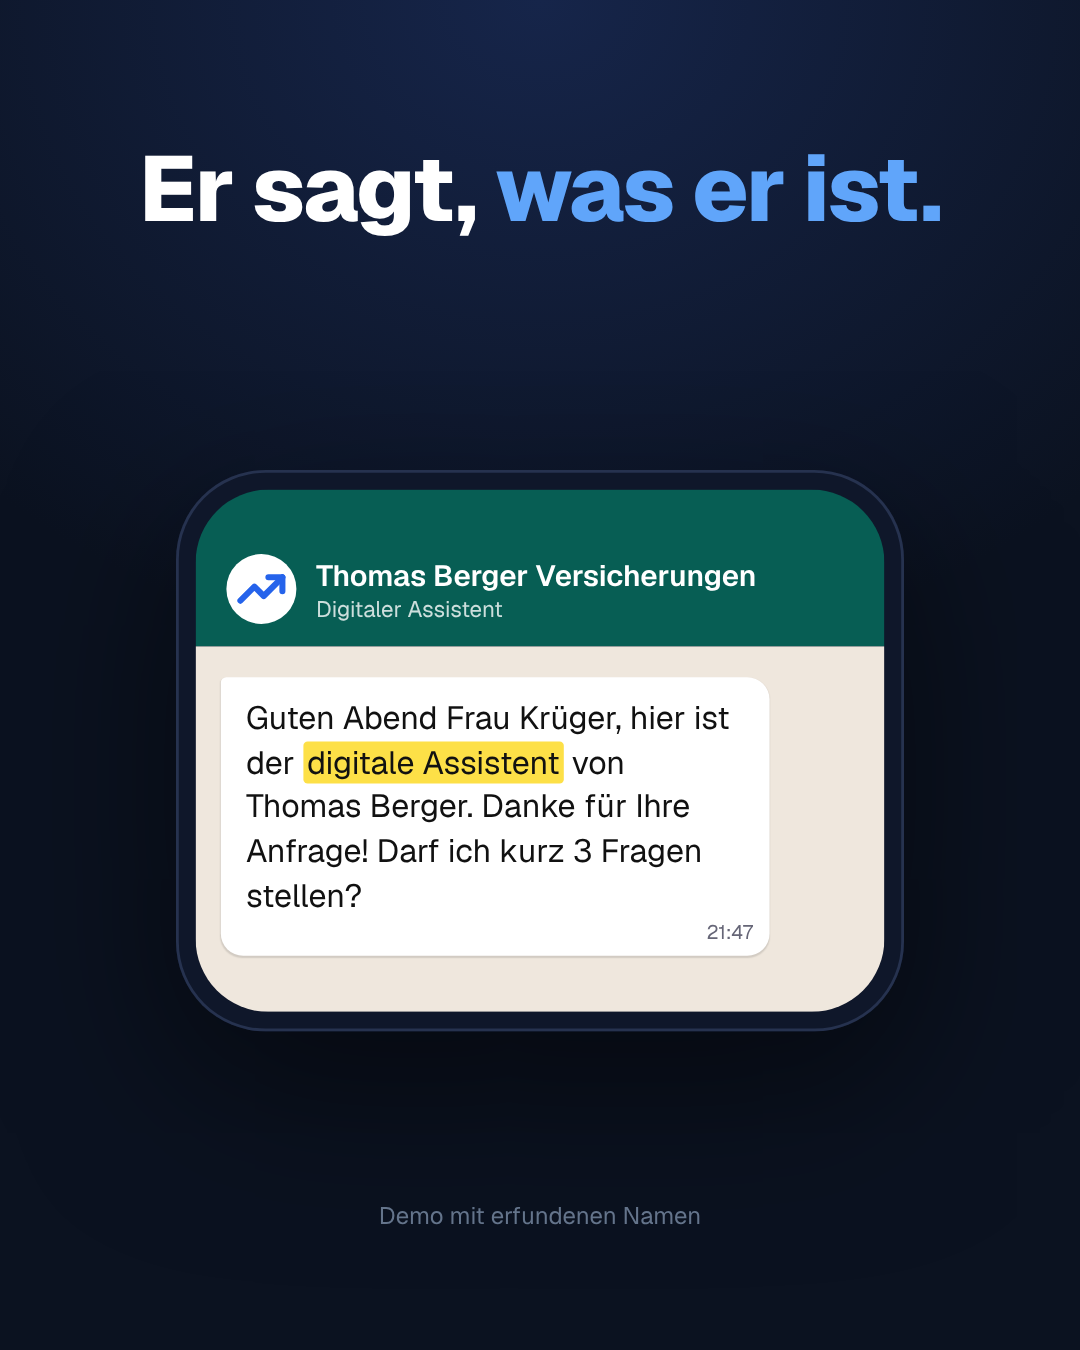 Er sagt, was er ist.
Thomas Berger Versicherungen
Digitaler Assistent
Guten Abend Frau Krüger, hier ist
der digitale Assistent von
Thomas Berger. Danke für Ihre
Anfrage! Darf ich kurz 3 Fragen
stellen?
21:47
Demo mit erfundenen Namen